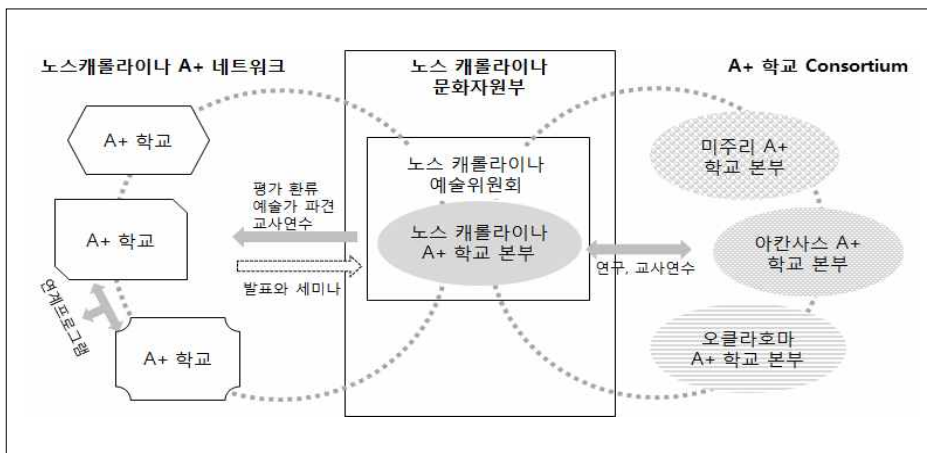 노스캐롤라이나 A+ 네트워크
A+ 학교
A+ 학교
A+ 학교
연계프로그램
평가 환류
예술가 파견
교사연수
발표와 세미나
노스 캐롤라이나
문화자원부
노스 캐롤라이나
예술위원회
노스 캐롤라이나
A+ 학교 본부
연구, 교사연수
A+ 학교 Consortium
미주리 A+
학교 본부
아칸사스 A+
학교 본부
오클라호마
A+ 학교 본부